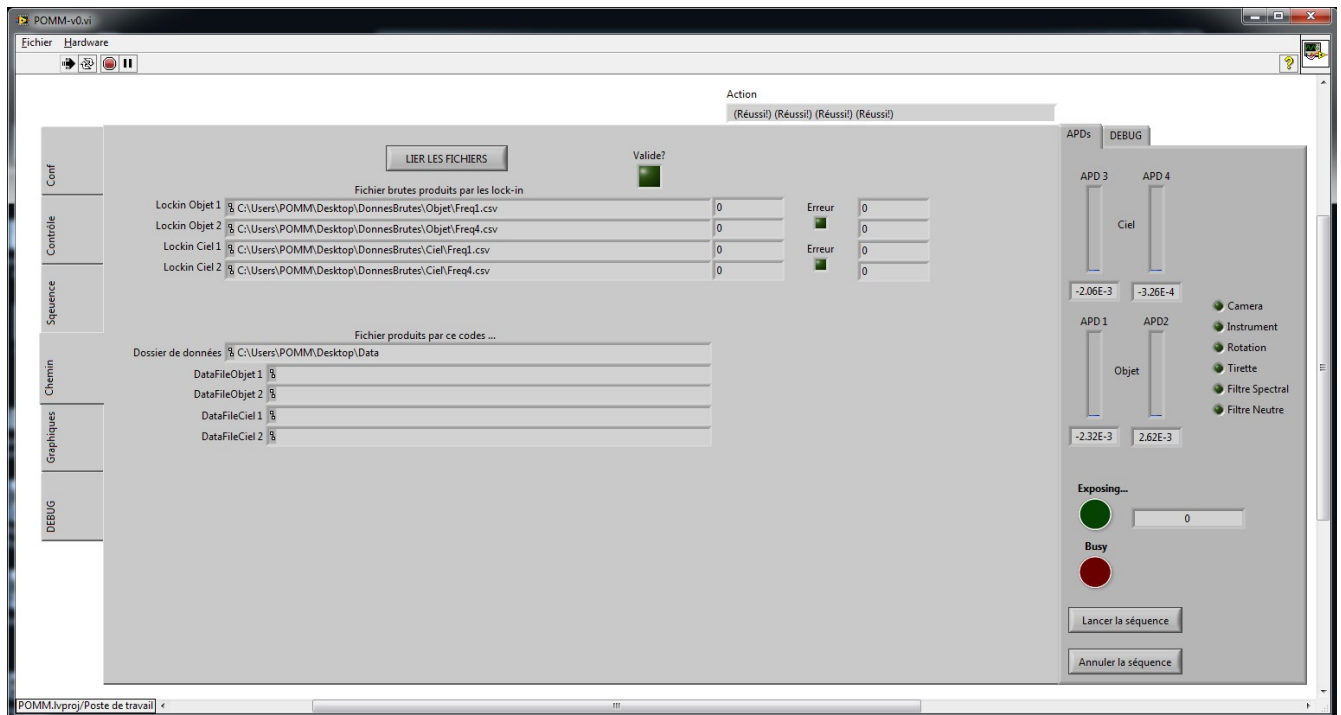 POMM-v0.vi
Fichier Hardware
Action
(Réussi!) (Réussi!) (Réussi!) (Réussi!)
Conf
Contrôle
Sqeuence
Chemin
Graphiques
DEBUG
LIER LES FICHIERS
Valide?
Fichier brutes produits par les lock-in
Lockin Objet 1 C:\Users\POMM\Desktop\DonnesBrutes\Objet\Freq1.csv 0 Erreur 0
Lockin Objet 2 C:\Users\POMM\Desktop\DonnesBrutes\Objet\Freq4.csv 0 0
Lockin Ciel 1 C:\Users\POMM\Desktop\DonnesBrutes\Ciel\Freq1.csv 0 Erreur 0
Lockin Ciel 2 C:\Users\POMM\Desktop\DonnesBrutes\Ciel\Freq4.csv 0 0
Fichier produits par ce codes ...
Dossier de données C:\Users\POMM\Desktop\Data
DataFileObjet 1
DataFileObjet 2
DataFileCiel 1
DataFileCiel 2
APDs DEBUG
APD 3 APD 4
Ciel
-2.06E-3 -3.26E-4
APD 1 APD2
Objet
-2.32E-3 2.62E-3
Camera
Instrument
Rotation
Tirette
Filtre Spectral
Filtre Neutre
Exposing...
0
Busy
Lancer la séquence
Annuler la séquence
POMM.lvproj/Poste de travail